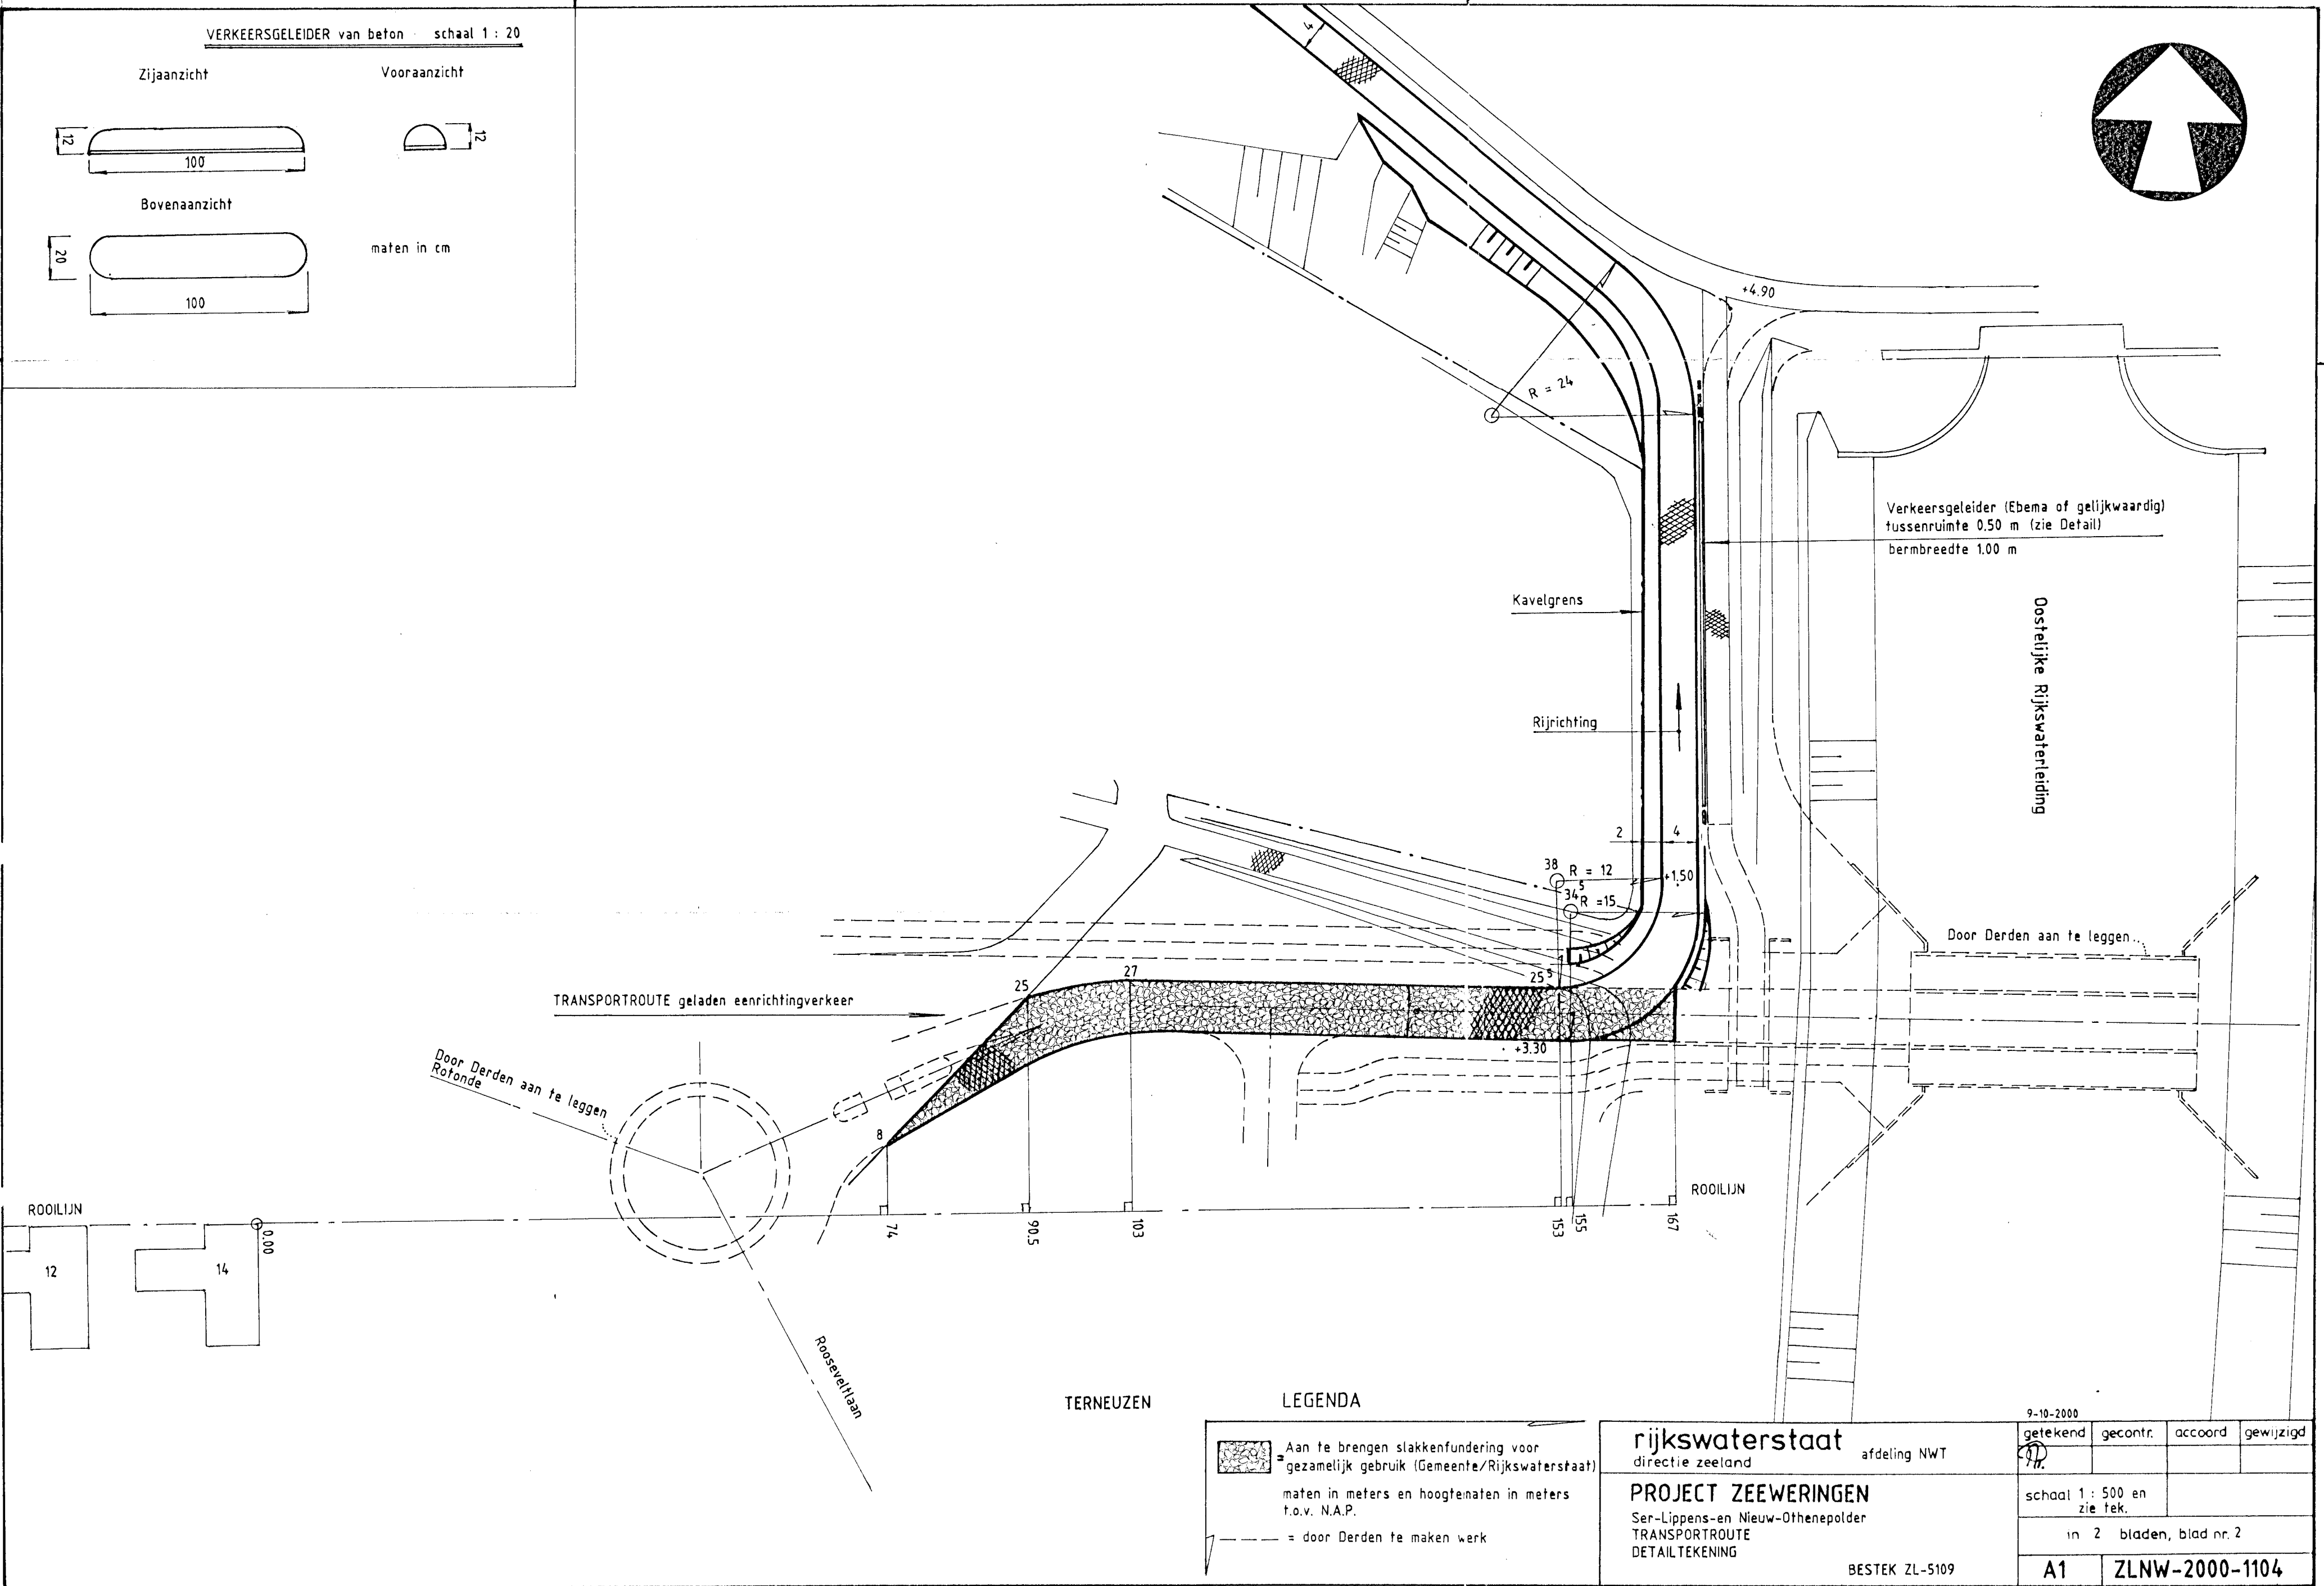 VERKEERSGELEIDER van beton schaal 1 : 20
Zijaanzicht
Vooraanzicht
12
100
12
Bovenaanzicht
20
100
maten in cm
4
+4.90
R = 24
Verkeersgeleider (Ebema of gelijkwaardig)
tussenruimte 0.50 m (zie Detail)
bermbreedte 1.00 m
Kavelgrens
Oostelijke Rijkswaterleiding
Rijrichting
2
4
38
R = 12
+1.50
34⁵
R =15
Door Derden aan te leggen
25
27
25⁵
TRANSPORTROUTE geladen eenrichtingverkeer
+3.30
Door Derden aan te leggen
Rotonde
8
ROOILIJN
ROOILIJN
0.00
74
90.5
103
153
155
167
12
14
Rooseveltlaan
TERNEUZEN
LEGENDA
= Aan te brengen slakkenfundering voor
gezamelijk gebruik (Gemeente/Rijkswaterstaat)
maten in meters en hoogtematen in meters
t.o.v. N.A.P.
= door Derden te maken werk
rijkswaterstaat
directie zeeland
afdeling NWT
PROJECT ZEEWERINGEN
Ser-Lippens-en Nieuw-Othenepolder
TRANSPORTROUTE
DETAILTEKENING
BESTEK ZL-5109
9-10-2000
getekend gecontr. accoord gewijzigd
schaal 1 : 500 en
zie tek.
in 2 bladen, blad nr. 2
A1 ZLNW-2000-1104